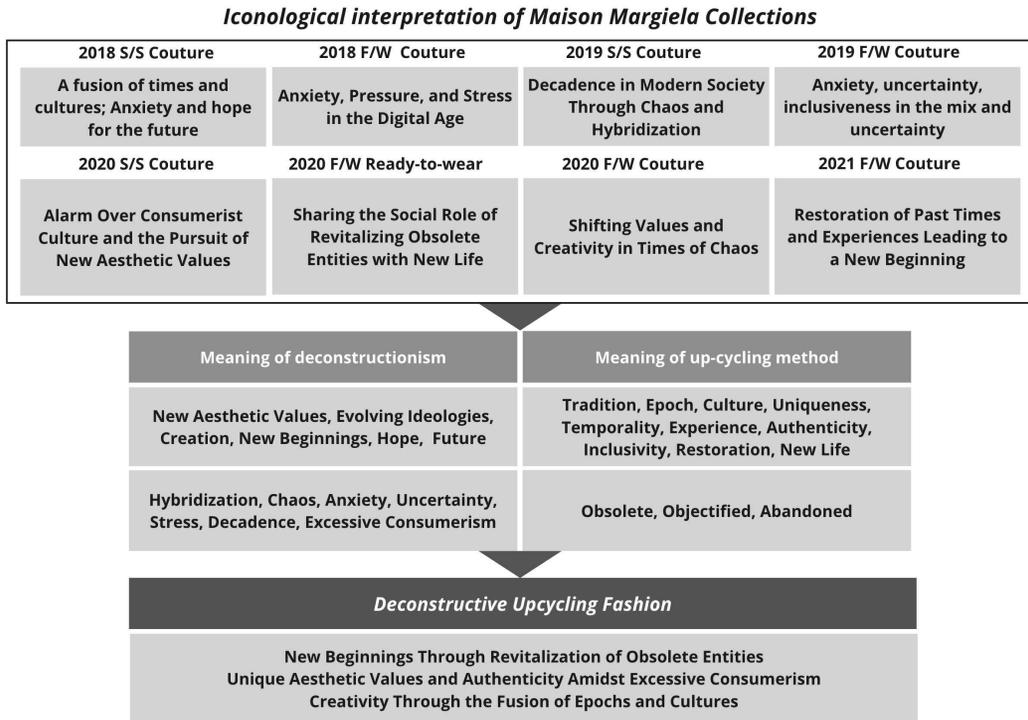 Iconological interpretation of Maison Margiela Collections
2018 S/S Couture
A fusion of times and
cultures; Anxiety and hope
for the future
2018 F/W Couture
Anxiety, Pressure, and Stress
in the Digital Age
2019 S/S Couture
Decadence in Modern Society
Through Chaos and
Hybridization
2019 F/W Couture
Anxiety, uncertainty,
inclusiveness in the mix and
uncertainty
2020 S/S Couture
Alarm Over Consumerist
Culture and the Pursuit of
New Aesthetic Values
2020 F/W Ready-to-wear
Sharing the Social Role of
Revitalizing Obsolete
Entities with New Life
2020 F/W Couture
Shifting Values and
Creativity in Times of Chaos
2021 F/W Couture
Restoration of Past Times
and Experiences Leading to
a New Beginning
Meaning of deconstructionism
New Aesthetic Values, Evolving Ideologies,
Creation, New Beginnings, Hope, Future
Hybridization, Chaos, Anxiety, Uncertainty,
Stress, Decadence, Excessive Consumerism
Meaning of up-cycling method
Tradition, Epoch, Culture, Uniqueness,
Temporality, Experience, Authenticity,
Inclusivity, Restoration, New Life
Obsolete, Objectified, Abandoned
Deconstructive Upcycling Fashion
New Beginnings Through Revitalization of Obsolete Entities
Unique Aesthetic Values and Authenticity Amidst Excessive Consumerism
Creativity Through the Fusion of Epochs and Cultures